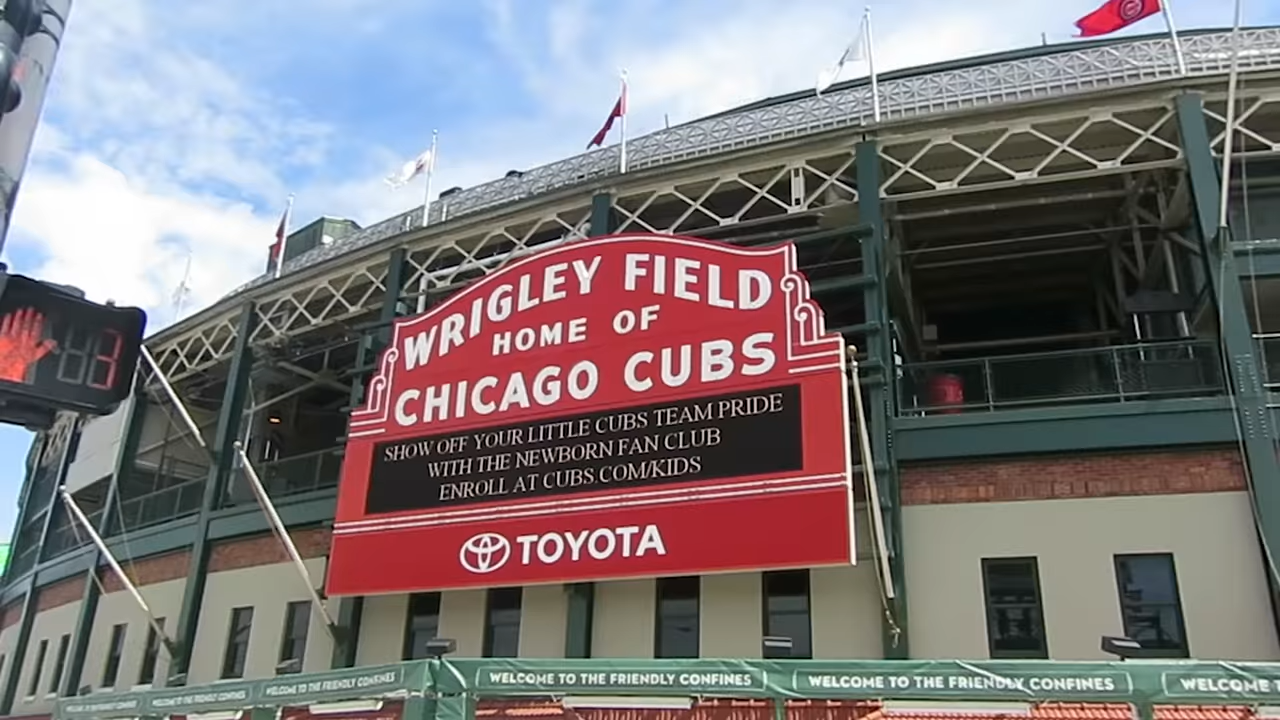 WRIGLEY FIELD
HOME OF
CHICAGO CUBS
SHOW OFF YOUR LITTLE CUBS TEAM PRIDE
WITH THE NEWBORN FAN CLUB
ENROLL AT CUBS.COM/KIDS
TOYOTA
WELCOME TO THE FRIENDLY CONFINES
WELCOME TO THE FRIENDLY CONFINES
WELCOME TO THE FRIENDLY CONFINES
WELCOME TO THE FRIENDLY CONFINES
WELCOME TO